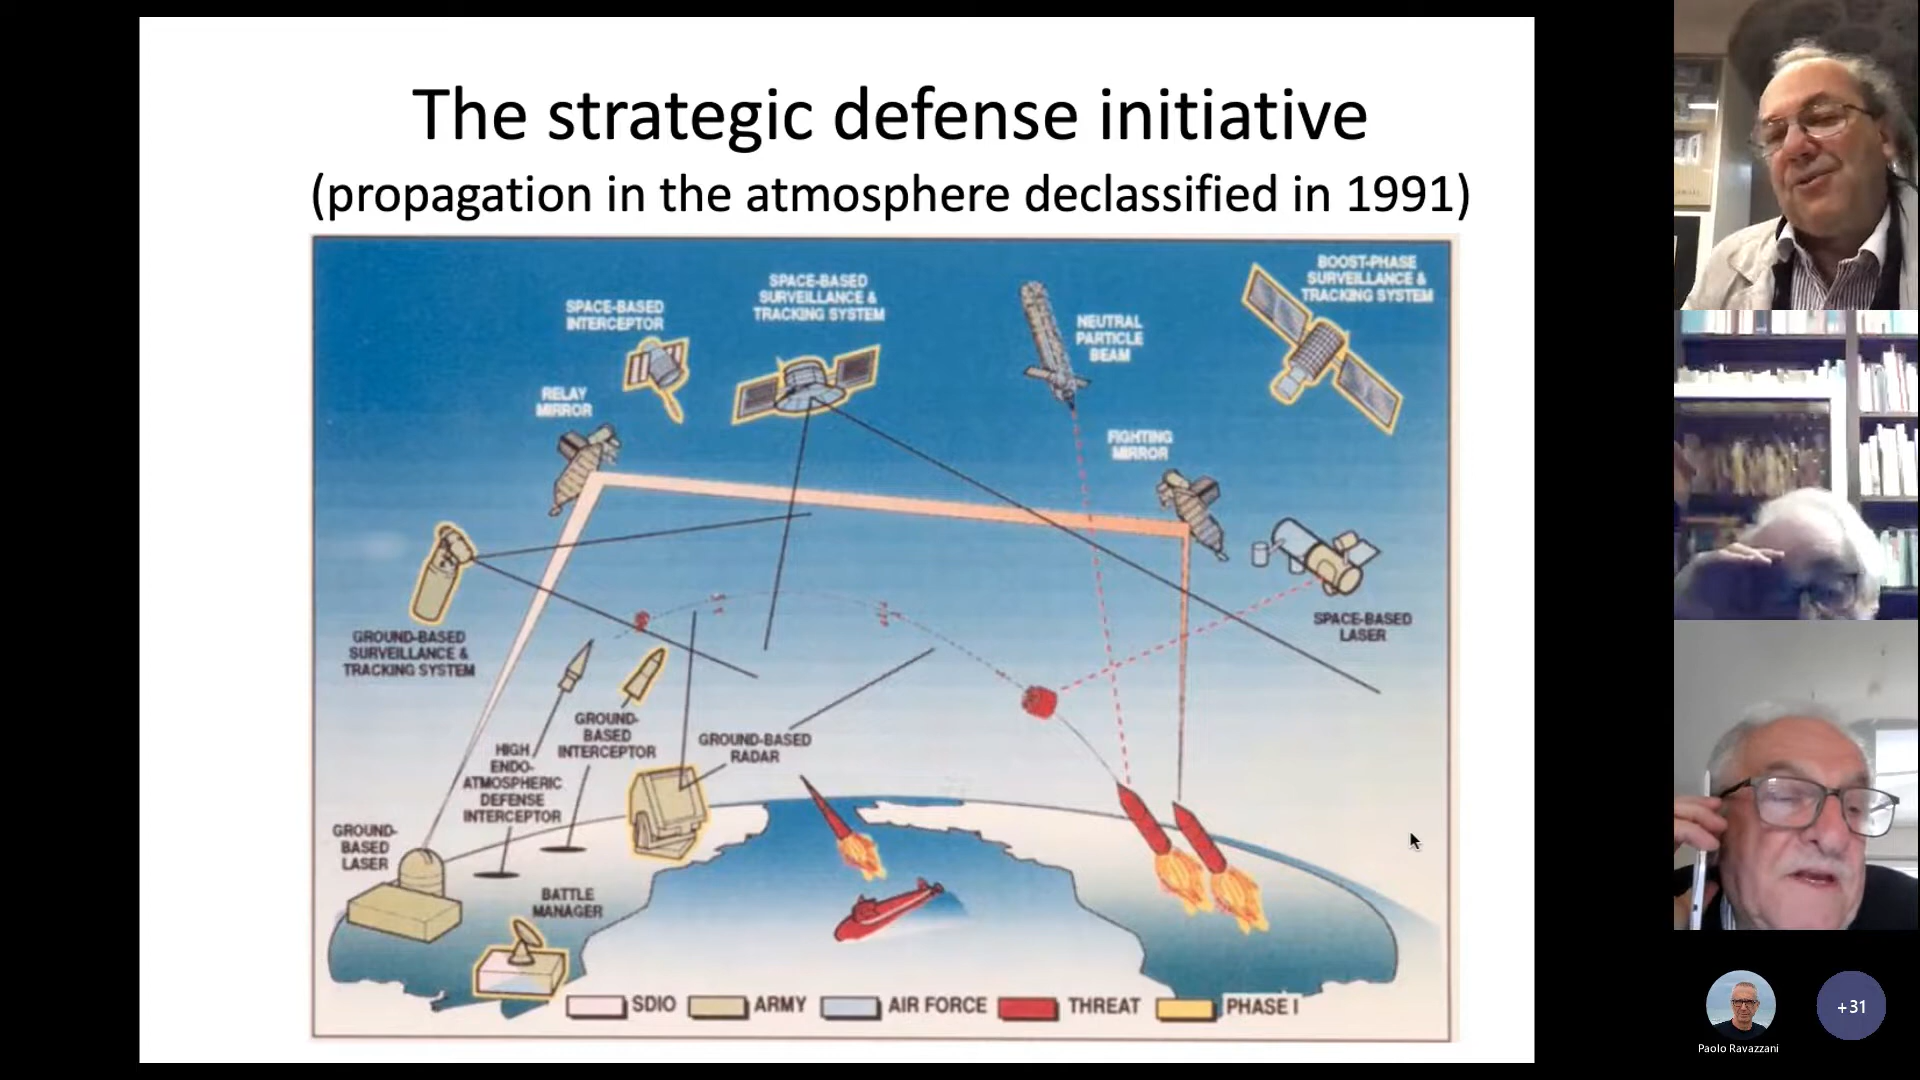 The strategic defense initiative
(propagation in the atmosphere declassified in 1991)
SPACE-BASED
INTERCEPTOR
SPACE-BASED
SURVEILLANCE &
TRACKING SYSTEM
NEUTRAL
PARTICLE
BEAM
BOOST-PHASE
SURVEILLANCE &
TRACKING SYSTEM
RELAY
MIRROR
FIGHTING
MIRROR
SPACE-BASED
LASER
GROUND-BASED
SURVEILLANCE &
TRACKING SYSTEM
GROUND-
BASED
INTERCEPTOR
HIGH
ENDO-
ATMOSPHERIC
DEFENSE
INTERCEPTOR
GROUND-BASED
RADAR
GROUND-
BASED
LASER
BATTLE
MANAGER
SDIO
ARMY
AIR FORCE
THREAT
PHASE I
+31
Paolo Ravazzani